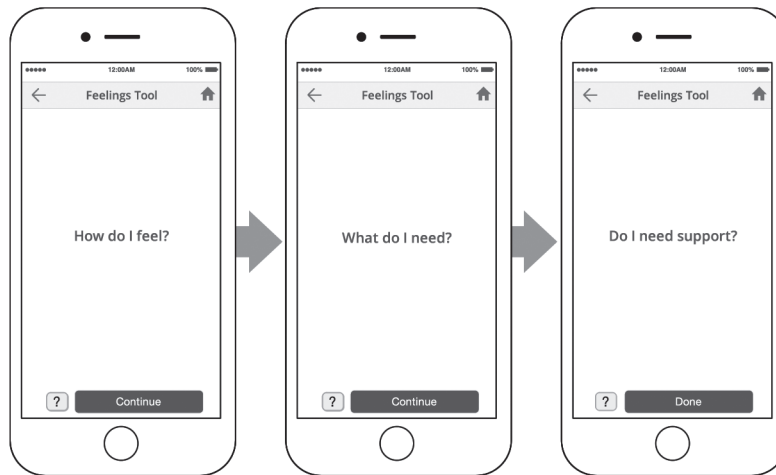 12:00AM 100%
Feelings Tool
How do I feel?
? Continue
12:00AM 100%
Feelings Tool
What do I need?
? Continue
12:00AM 100%
Feelings Tool
Do I need support?
? Done